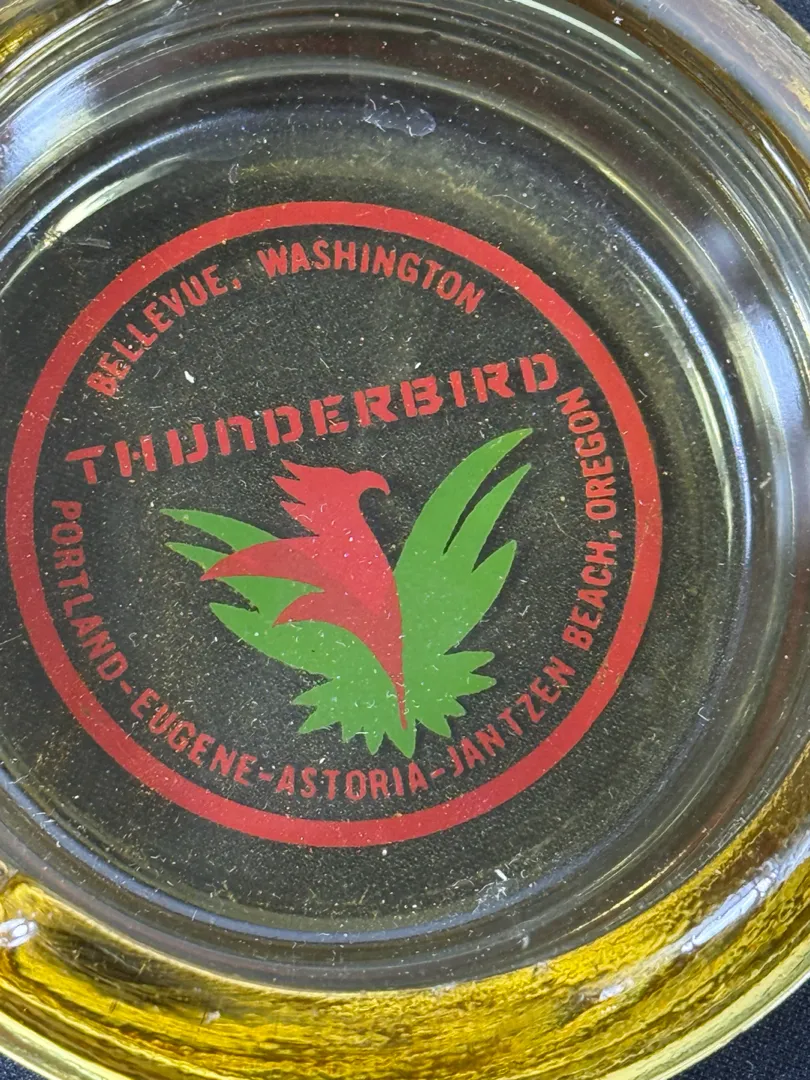 BELLEVUE, WASHINGTON
THUNDERBIRD
PORTLAND-EUGENE-ASTORIA-JANTZEN BEACH, OREGON